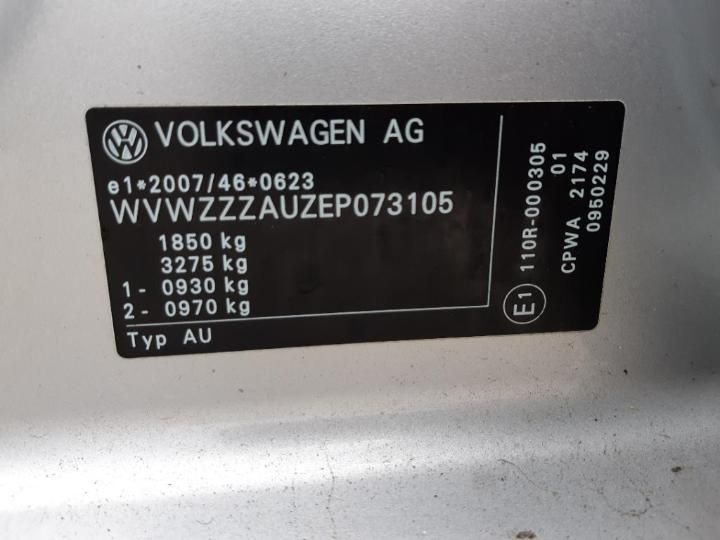 VOLKSWAGEN AG
e1*2007/46*0623
WVWZZZAUZEP073105
1850 kg
3275 kg
1- 0930 kg
2- 0970 kg
Typ AU
E1
110R-000305
01
CPWA 2174
0950229